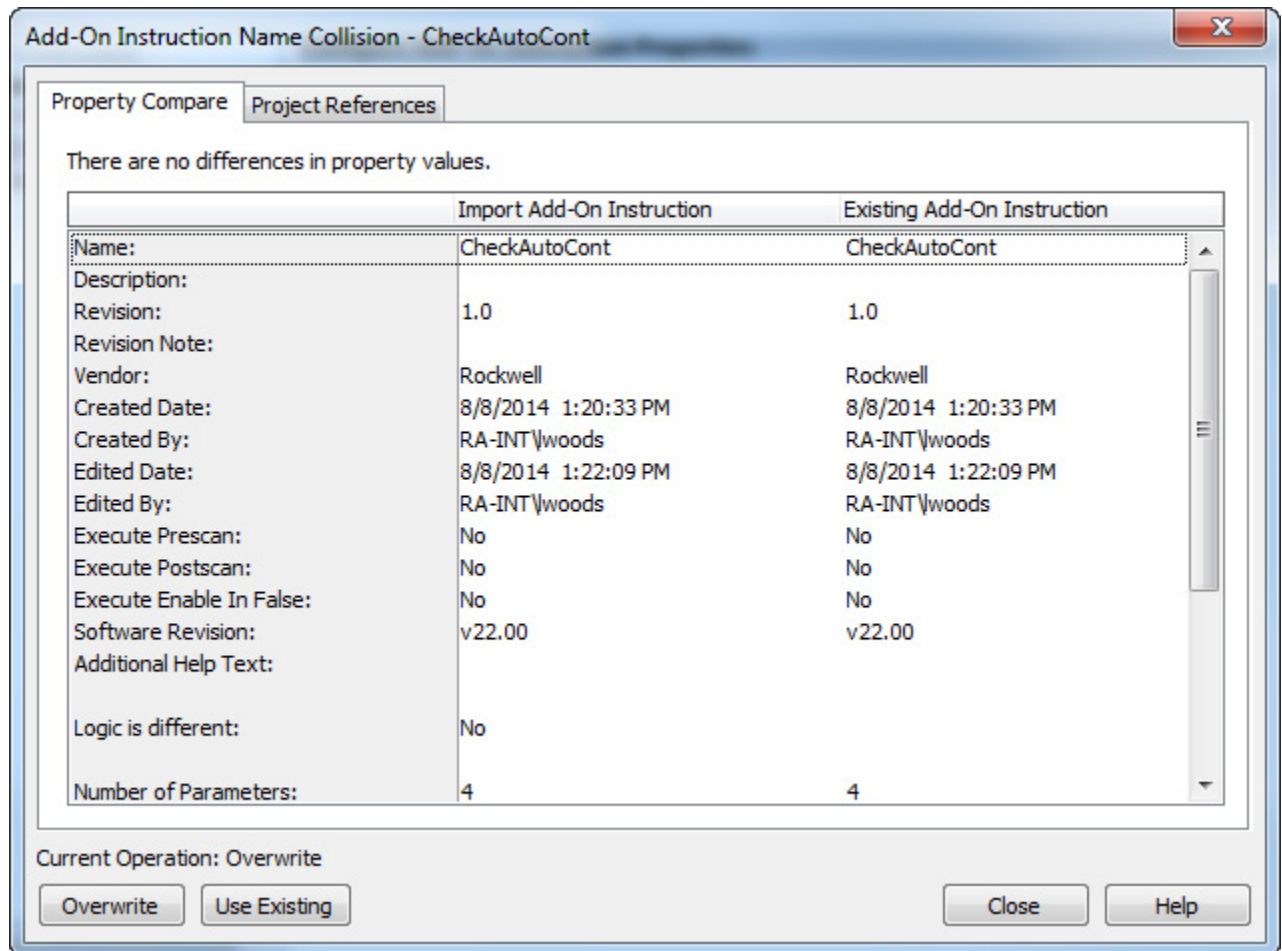 Add-On Instruction Name Collision - CheckAutoCont
Property Compare Project References
There are no differences in property values.
Import Add-On Instruction Existing Add-On Instruction
Name: CheckAutoCont CheckAutoCont
Description:
Revision: 1.0 1.0
Revision Note:
Vendor: Rockwell Rockwell
Created Date: 8/8/2014 1:20:33 PM 8/8/2014 1:20:33 PM
Created By: RA-INT\lwoods RA-INT\lwoods
Edited Date: 8/8/2014 1:22:09 PM 8/8/2014 1:22:09 PM
Edited By: RA-INT\lwoods RA-INT\lwoods
Execute Prescan: No No
Execute Postscan: No No
Execute Enable In False: No No
Software Revision: v22.00 v22.00
Additional Help Text:
Logic is different: No
Number of Parameters: 4 4
Current Operation: Overwrite
Overwrite Use Existing Close Help